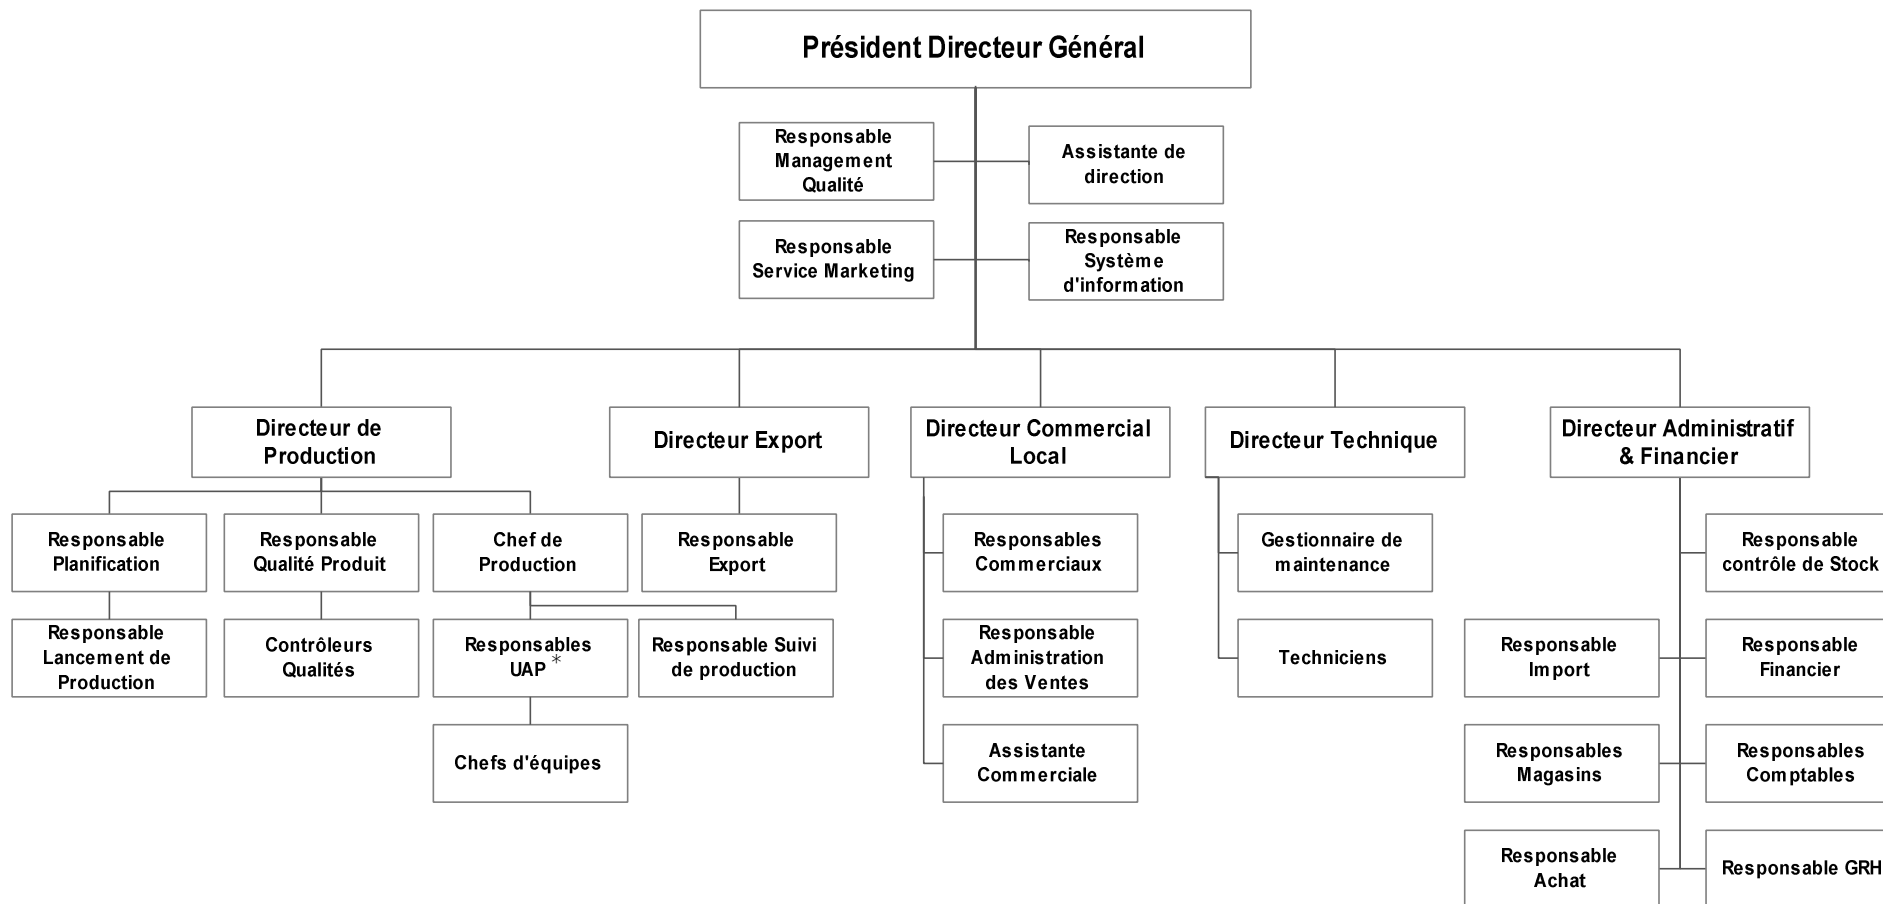 Président Directeur Général
Responsable
Management
Qualité
Assistante de
direction
Responsable
Service Marketing
Responsable
Système
d'information
Directeur de
Production
Directeur Export
Directeur Commercial
Local
Directeur Technique
Directeur Administratif
& Financier
Responsable
Planification
Responsable
Qualité Produit
Chef de
Production
Responsable
Export
Responsables
Commerciaux
Gestionnaire de
maintenance
Responsable
contrôle de Stock
Responsable
Lancement de
Production
Contrôleurs
Qualités
Responsables
UAP *
Responsable Suivi
de production
Responsable
Administration
des Ventes
Techniciens
Responsable
Import
Responsable
Financier
Chefs d'équipes
Assistante
Commerciale
Responsables
Magasins
Responsables
Comptables
Responsable
Achat
Responsable GRH